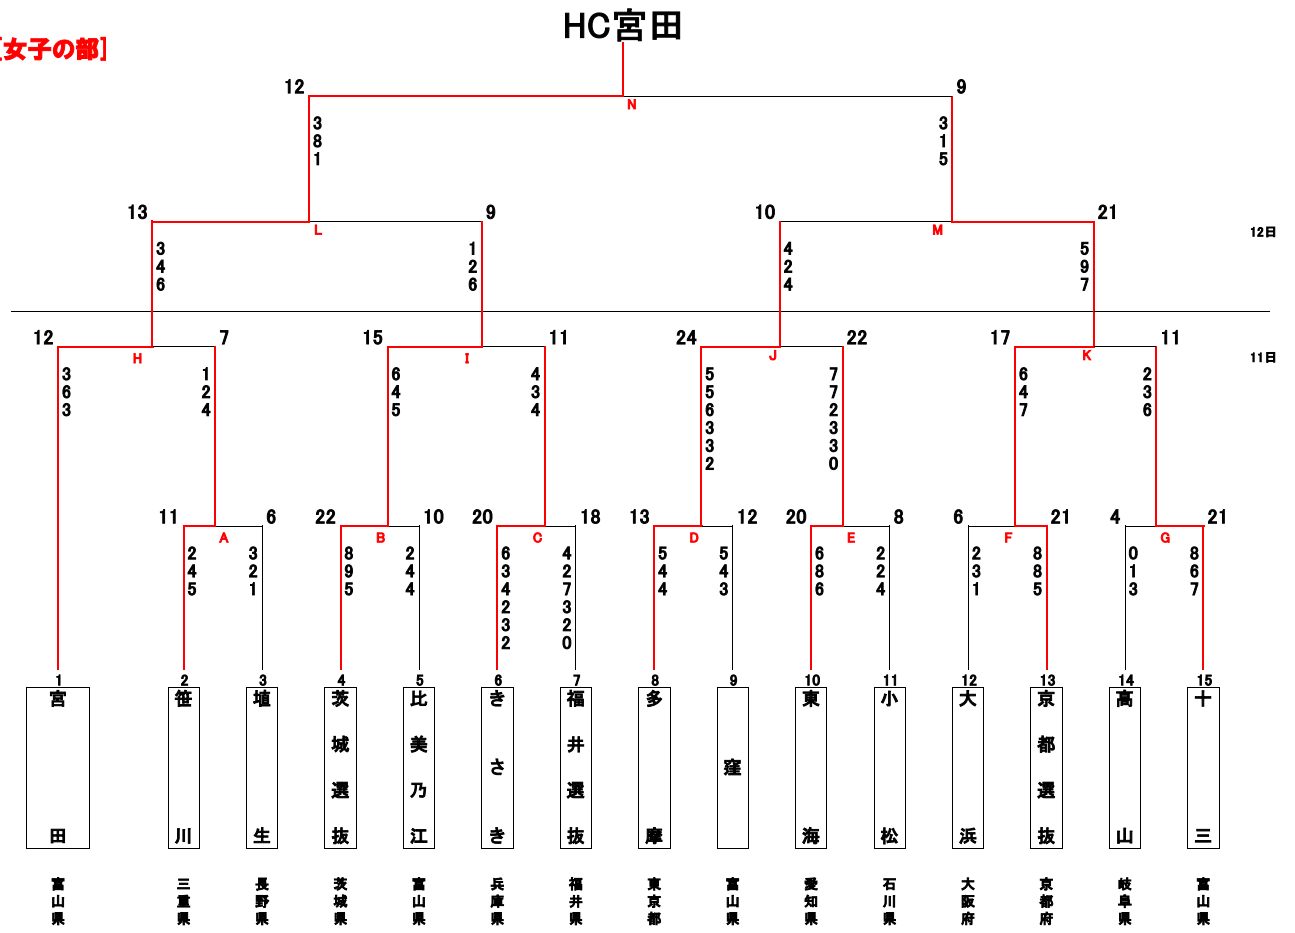 HC宮田
[女子の部]
12 9
N
3 3
8 1
1 5
13 9 10 21
L M
12日
3 1 4 5
4 2 2 9
6 6 4 7
12 7 15 11 24 22 17 11
H I J K
11日
3 1 6 4 5 7 6 2
6 2 4 3 5 7 4 3
3 4 5 4 6 2 7 6
3 3
3 3
2 0
11 6 22 10 20 18 13 12 20 8 6 21 4 21
A B C D E F G
2 3 8 2 6 4 5 5 6 2 2 8 0 8
4 2 9 4 3 2 4 4 8 2 3 8 1 6
5 1 5 4 4 7 4 3 6 4 1 5 3 7
2 3
3 2
2 0
1 2 3 4 5 6 7 8 9 10 11 12 13 14 15
宮田
笹川
埴生
茨城選抜
比美乃江
きさき
福井選抜
多摩
窪
東海
小松
大浜
京都選抜
高山
十三
富山県
三重県
長野県
茨城県
富山県
兵庫県
福井県
東京都
富山県
愛知県
石川県
大阪府
京都府
岐阜県
富山県